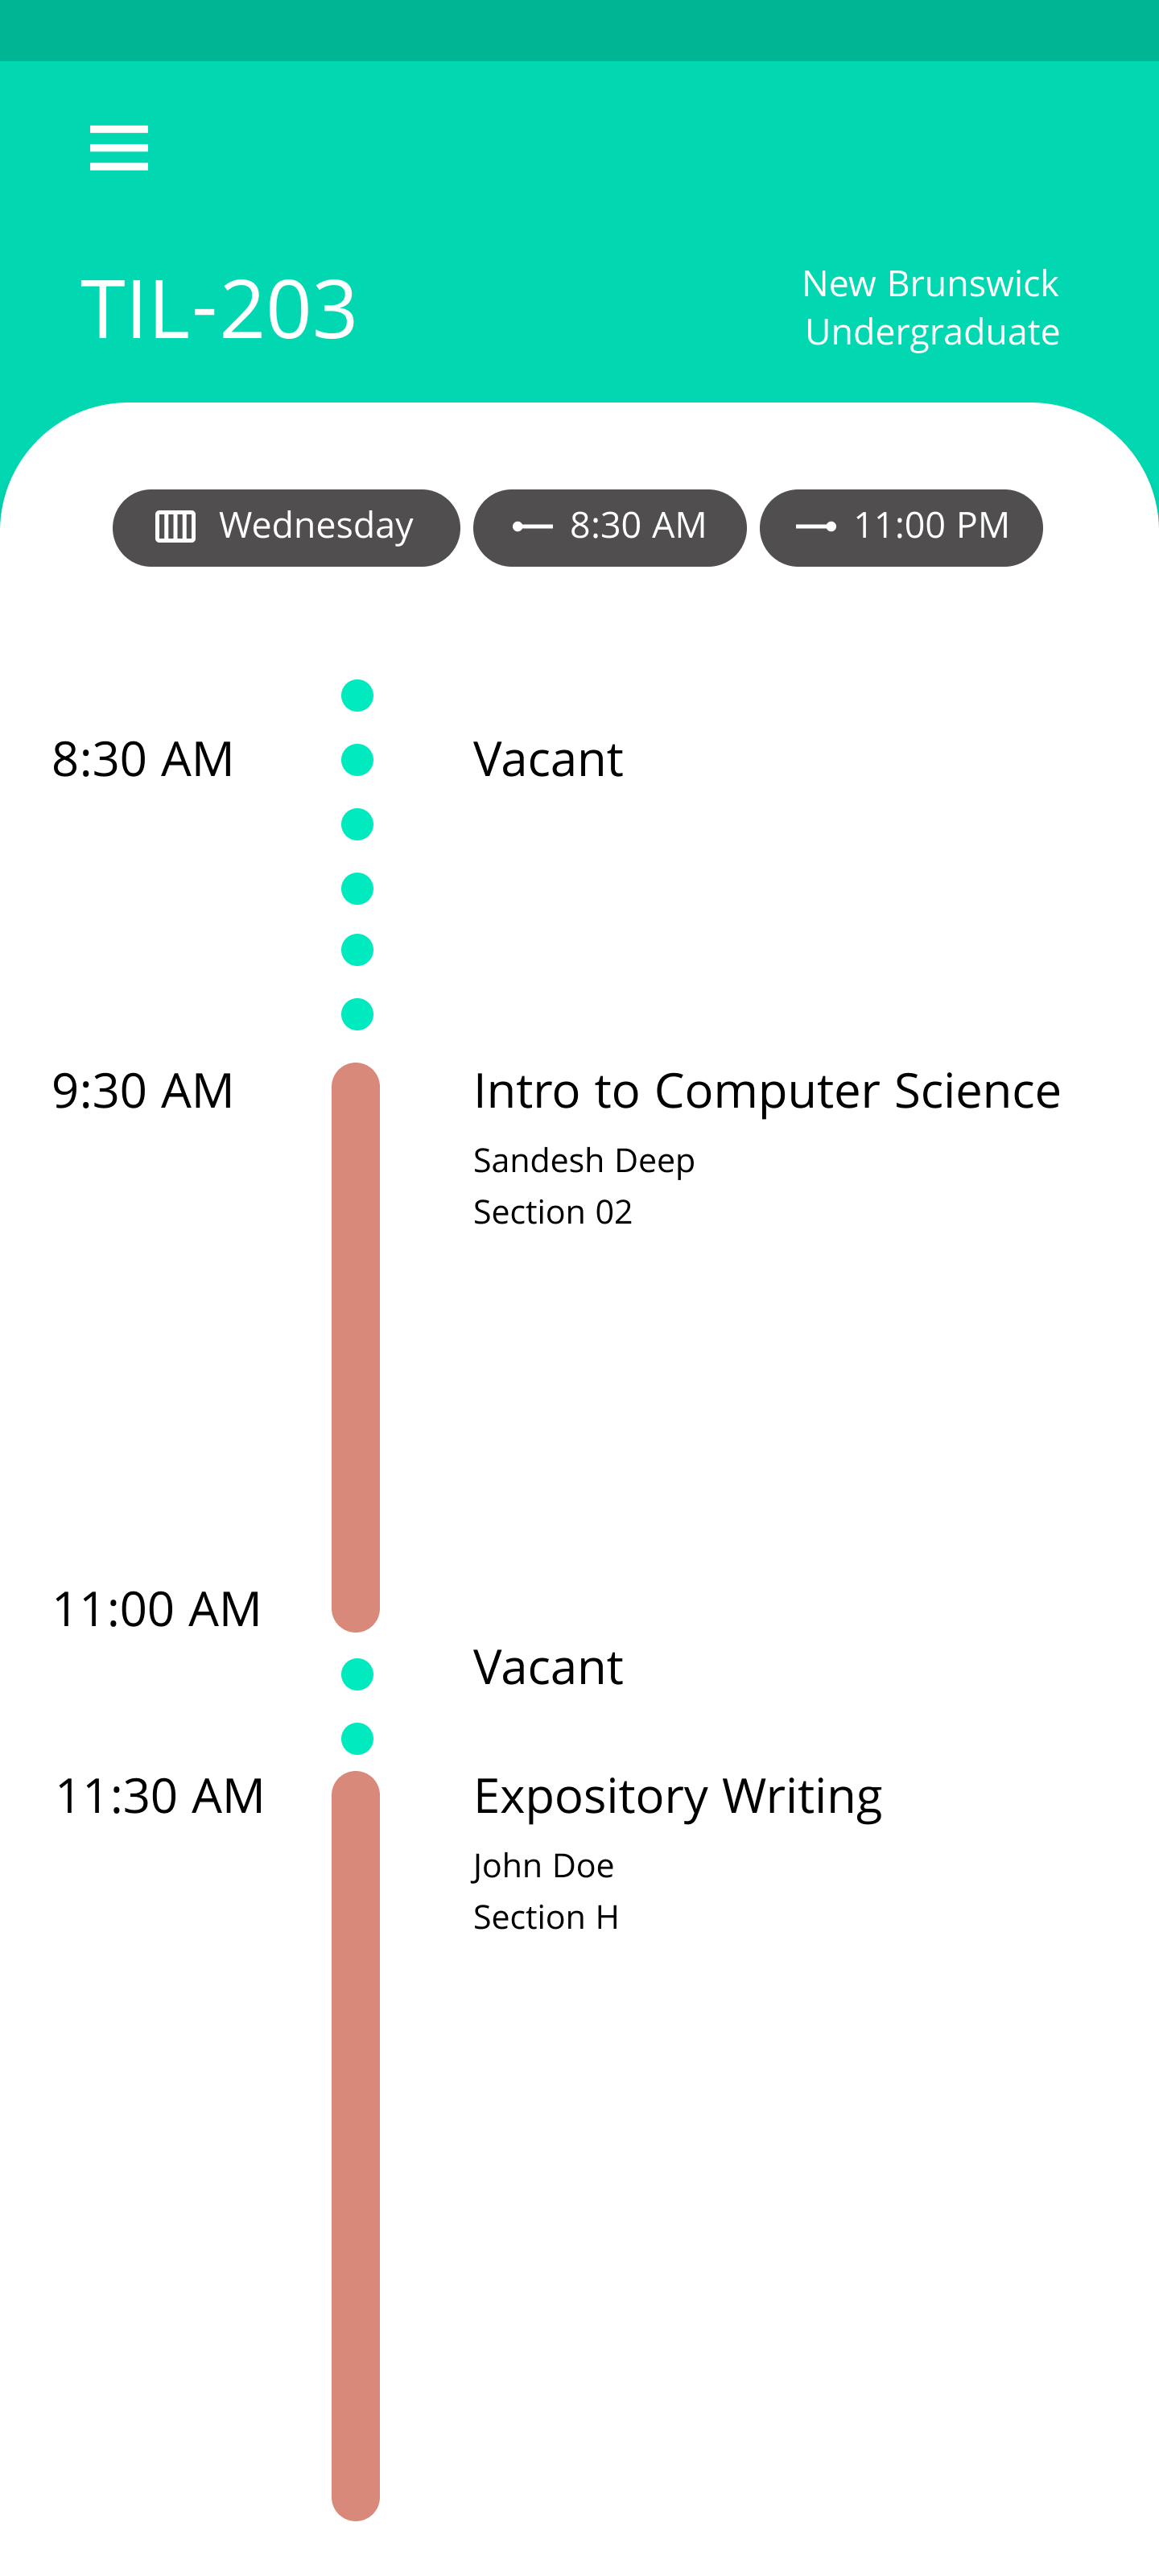 TIL-203
New Brunswick
Undergraduate
Wednesday
8:30 AM
11:00 PM
8:30 AM
Vacant
9:30 AM
Intro to Computer Science
Sandesh Deep
Section 02
11:00 AM
Vacant
11:30 AM
Expository Writing
John Doe
Section H